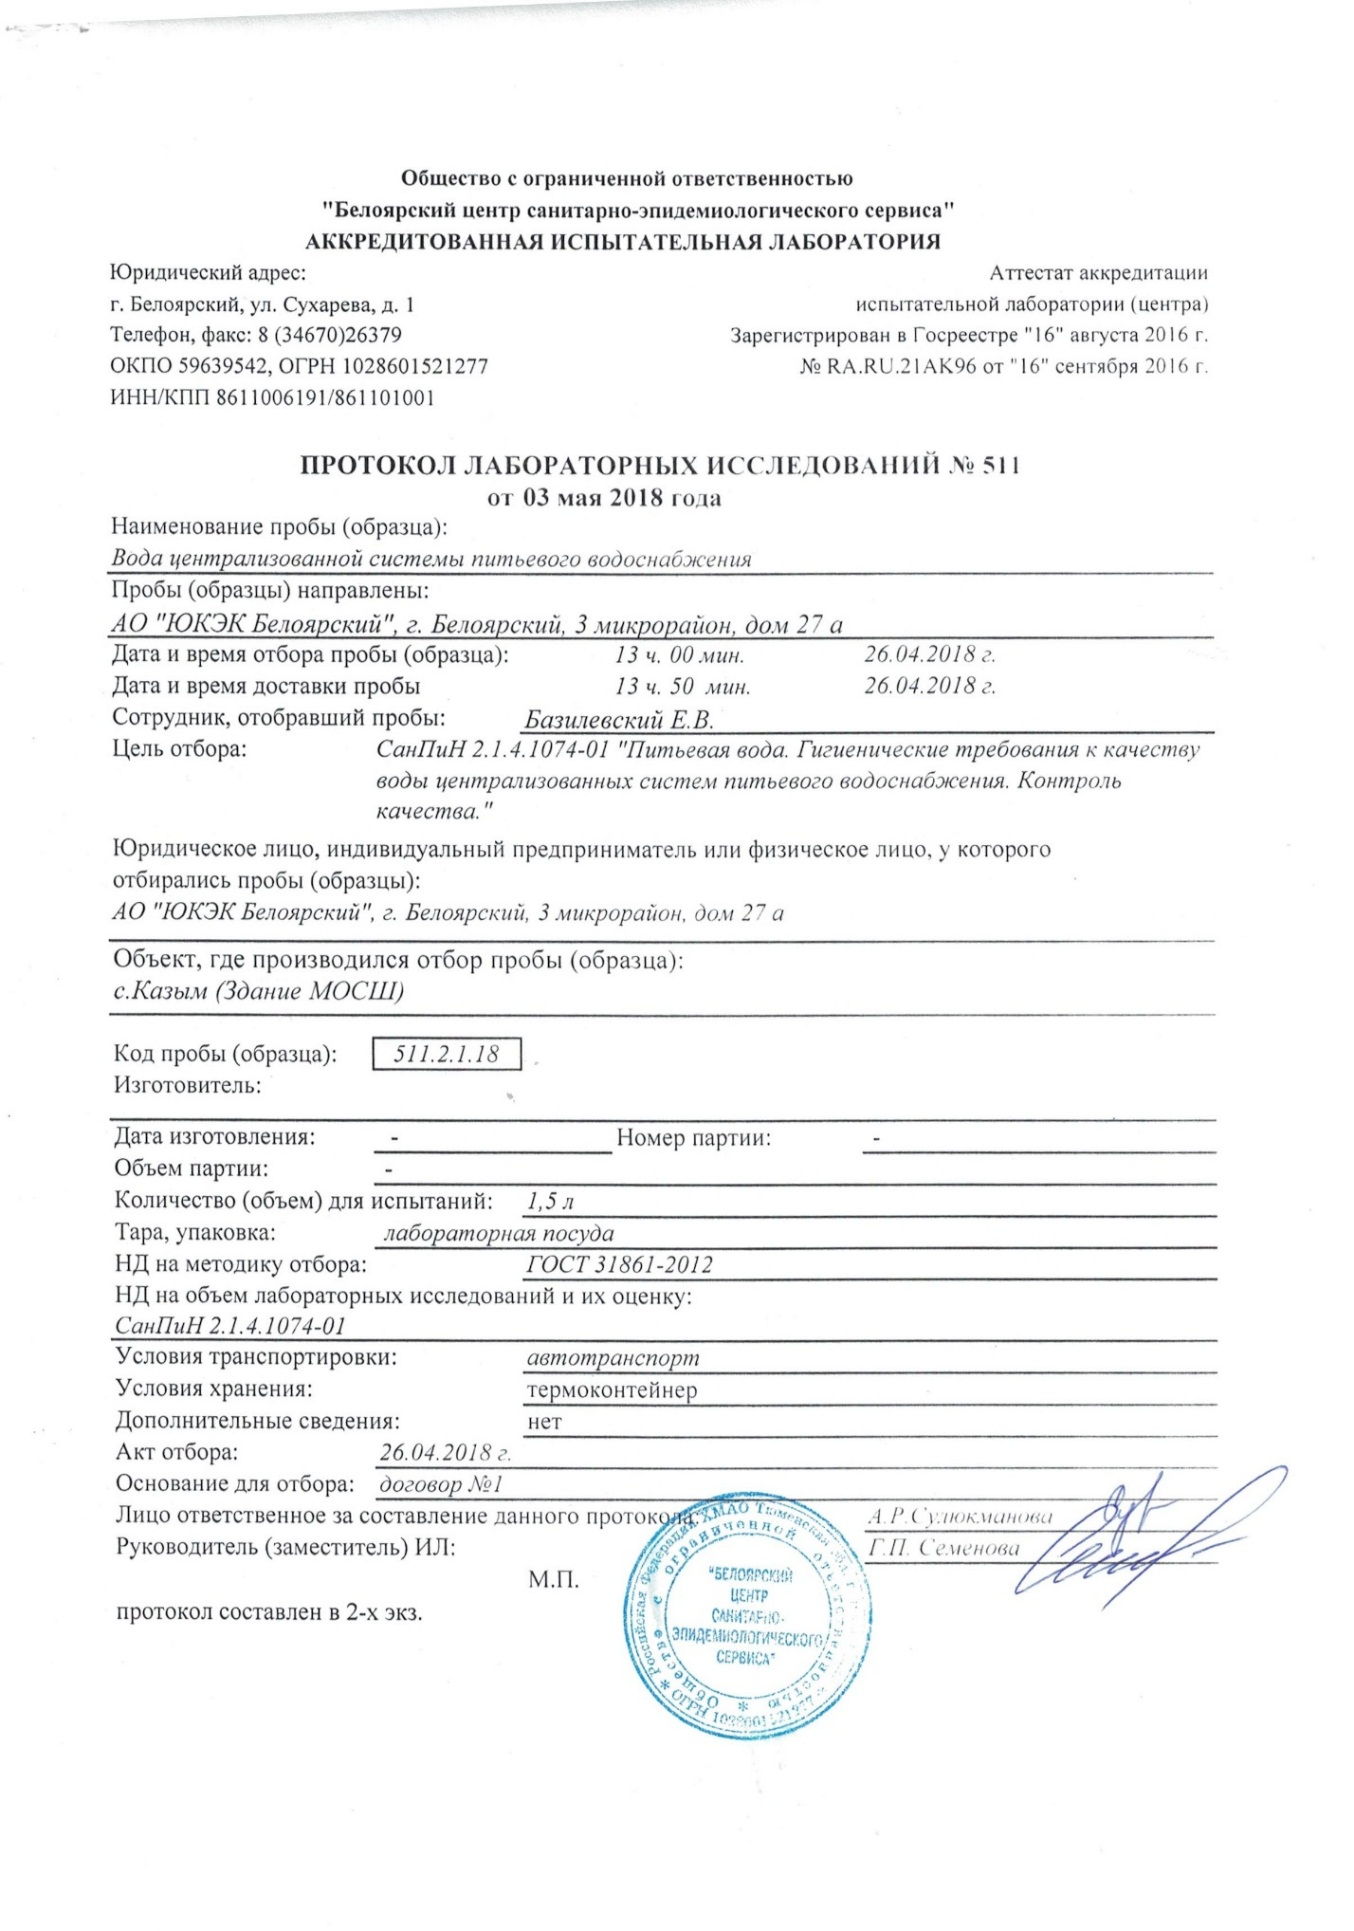 Общество с ограниченной ответственностью
"Белоярский центр санитарно-эпидемиологического сервиса"
АККРЕДИТОВАННАЯ ИСПЫТАТЕЛЬНАЯ ЛАБОРАТОРИЯ
Юридический адрес: Аттестат аккредитации
г. Белоярский, ул. Сухарева, д. 1 испытательной лаборатории (центра)
Телефон, факс: 8 (34670)26379 Зарегистрирован в Госреестре "16" августа 2016 г.
ОКПО 59639542, ОГРН 1028601521277 № RA.RU.21АК96 от "16" сентября 2016 г.
ИНН/КПП 8611006191/861101001
ПРОТОКОЛ ЛАБОРАТОРНЫХ ИССЛЕДОВАНИЙ № 511
от 03 мая 2018 года
Наименование пробы (образца):
Вода централизованной системы питьевого водоснабжения
Пробы (образцы) направлены:
АО "ЮКЭК Белоярский", г. Белоярский, 3 микрорайон, дом 27 а
Дата и время отбора пробы (образца): 13 ч. 00 мин. 26.04.2018 г.
Дата и время доставки пробы 13 ч. 50 мин. 26.04.2018 г.
Сотрудник, отобравший пробы: Базилевский Е.В.
Цель отбора: СанПиН 2.1.4.1074-01 "Питьевая вода. Гигиенические требования к качеству
воды централизованных систем питьевого водоснабжения. Контроль
качества."
Юридическое лицо, индивидуальный предприниматель или физическое лицо, у которого
отбирались пробы (образцы):
АО "ЮКЭК Белоярский", г. Белоярский, 3 микрорайон, дом 27 а
Объект, где производился отбор пробы (образца):
с.Казым (Здание МОСШ)
Код пробы (образца): 511.2.1.18
Изготовитель:
Дата изготовления: - Номер партии: -
Объем партии: -
Количество (объем) для испытаний: 1,5 л
Тара, упаковка: лабораторная посуда
НД на методику отбора: ГОСТ 31861-2012
НД на объем лабораторных исследований и их оценку:
СанПиН 2.1.4.1074-01
Условия транспортировки: автотранспорт
Условия хранения: термоконтейнер
Дополнительные сведения: нет
Акт отбора: 26.04.2018 г.
Основание для отбора: договор №1
Лицо ответственное за составление данного протокола: А.Р.Сулюкманова
Руководитель (заместитель) ИЛ: Г.П. Семенова
М.П.
протокол составлен в 2-х экз.
Российская Федерация ХМАО Тюменская обл.
Общество с ограниченной ответственностью
"БЕЛОЯРСКИЙ
ЦЕНТР
САНИТАРНО-
ЭПИДЕМИОЛОГИЧЕСКОГО
СЕРВИСА"
ОГРН 1028601521277